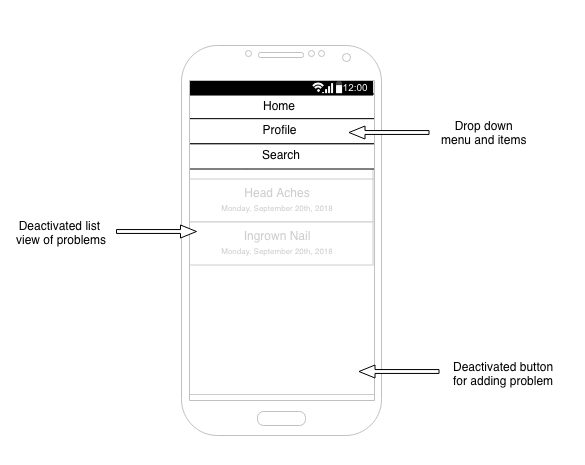 12:00
Home
Profile
Search
Head Aches
Monday, September 20th, 2018
Ingrown Nail
Monday, September 20th, 2018
Drop down
menu and items
Deactivated list
view of problems
Deactivated button
for adding problem